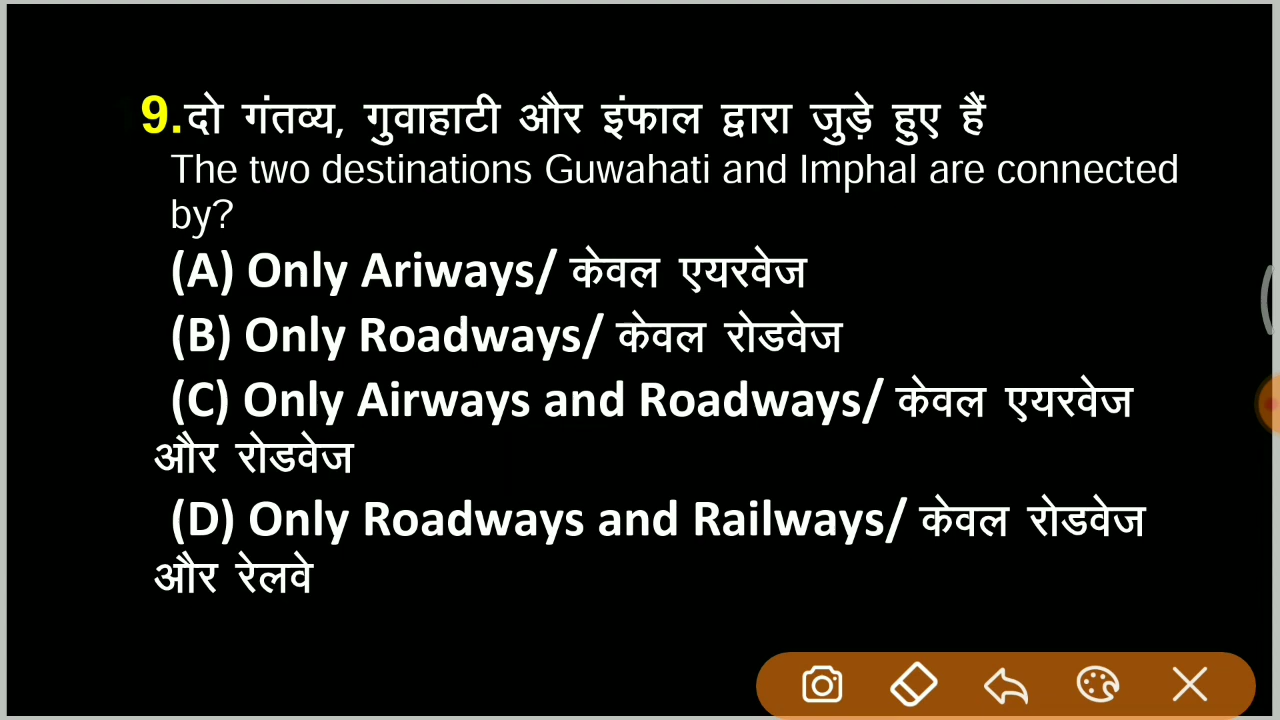 9.दो गंतव्य, गुवाहाटी और इंफाल द्वारा जुड़े हुए हैं
The two destinations Guwahati and Imphal are connected
by?
(A) Only Ariways/ केवल एयरवेज
(B) Only Roadways/ केवल रोडवेज
(C) Only Airways and Roadways/ केवल एयरवेज
और रोडवेज
(D) Only Roadways and Railways/ केवल रोडवेज
और रेलवे